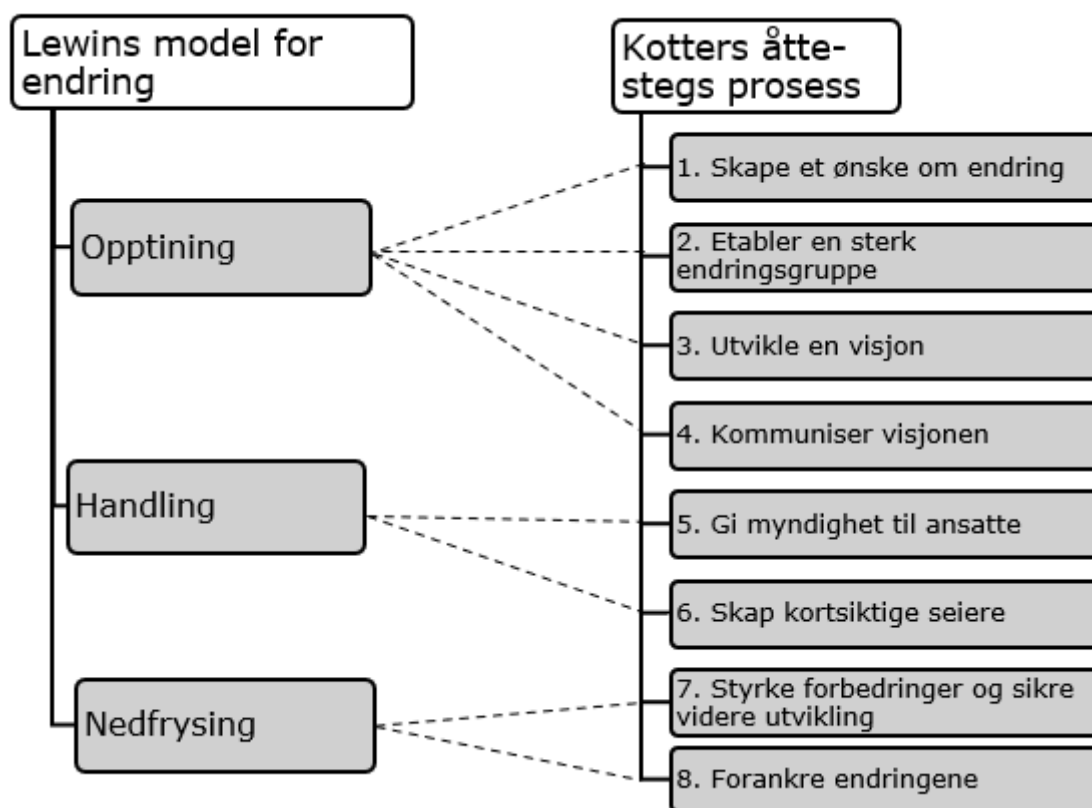 Lewins model for
endring
Opptining
Handling
Nedfrysing
Kotters åtte-
stegs prosess
1. Skape et ønske om endring
2. Etabler en sterk
endringsgruppe
3. Utvikle en visjon
4. Kommuniser visjonen
5. Gi myndighet til ansatte
6. Skap kortsiktige seiere
7. Styrke forbedringer og sikre
videre utvikling
8. Forankre endringene